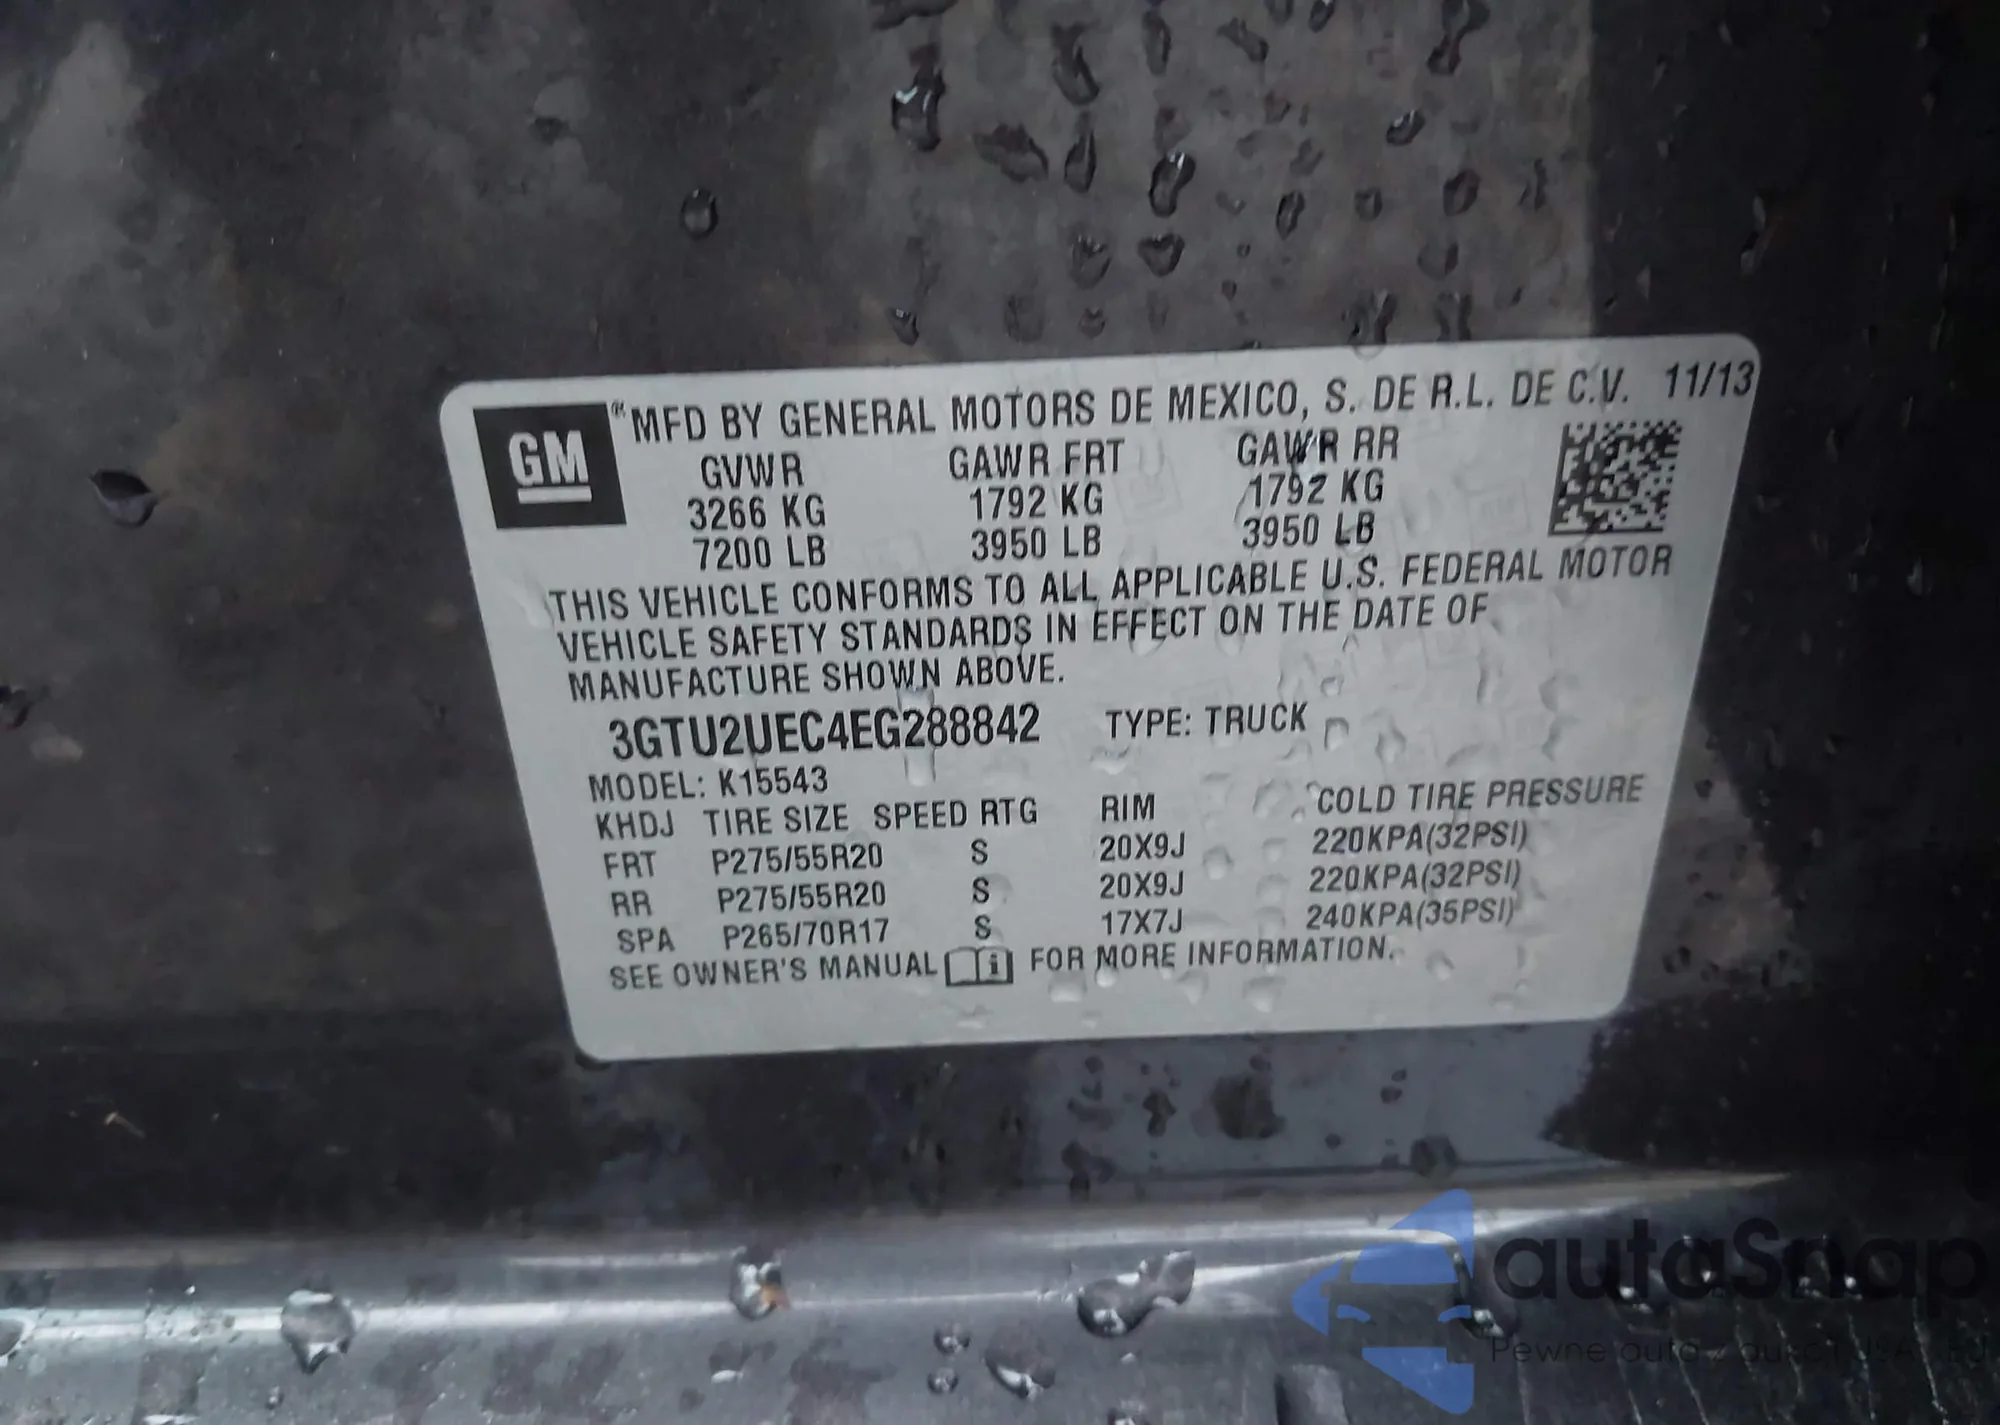 GM
®MFD BY GENERAL MOTORS DE MEXICO, S. DE R.L. DE C.V. 11/13
GVWR GAWR FRT GAWR RR
3266 KG 1792 KG 1792 KG
7200 LB 3950 LB 3950 LB
THIS VEHICLE CONFORMS TO ALL APPLICABLE U.S. FEDERAL MOTOR
VEHICLE SAFETY STANDARDS IN EFFECT ON THE DATE OF
MANUFACTURE SHOWN ABOVE.
3GTU2UEC4EG288842 TYPE: TRUCK
MODEL: K15543
KHDJ TIRE SIZE SPEED RTG RIM COLD TIRE PRESSURE
FRT P275/55R20 S 20X9J 220KPA(32PSI)
RR P275/55R20 S 20X9J 220KPA(32PSI)
SPA P265/70R17 S 17X7J 240KPA(35PSI)
SEE OWNER'S MANUAL FOR MORE INFORMATION.
autaSnap
Pewne auta z